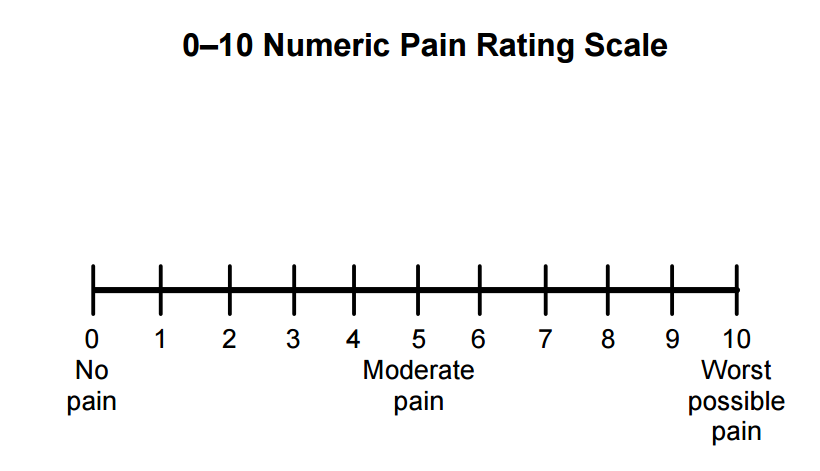 0–10 Numeric Pain Rating Scale
0 1 2 3 4 5 6 7 8 9 10
No Moderate Worst
pain pain possible
pain